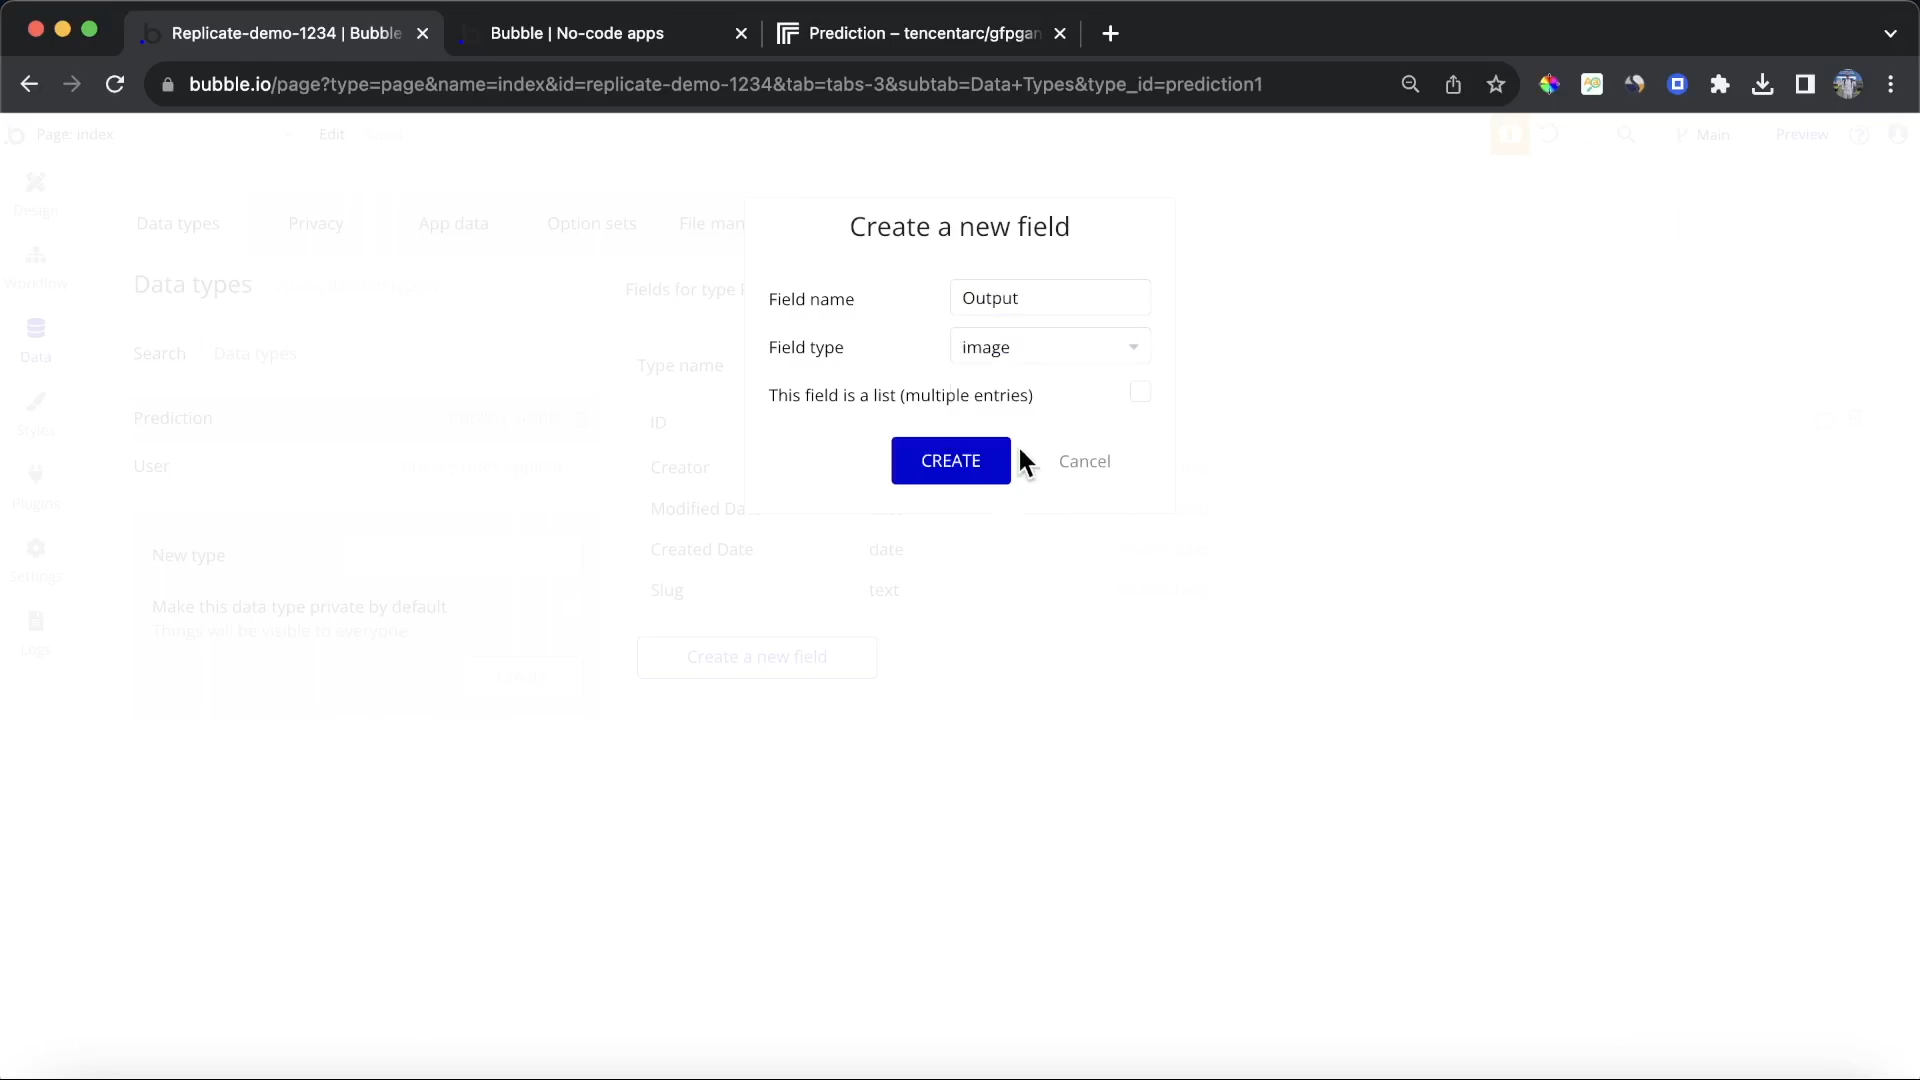 Replicate-demo-1234 | Bubble
Bubble | No-code apps
Prediction – tencentarc/gfpgan
bubble.io/page?type=page&name=index&id=replicate-demo-1234&tab=tabs-3&subtab=Data+Types&type_id=prediction1
Page: index
Edit
Saved
Main
Preview
Design
Data types
Privacy
App data
Option sets
File man
Create a new field
Workflow
Data types
Fields for type
Field name
Output
Data
Field type
image
Search
Data types
Type name
This field is a list (multiple entries)
Styles
Prediction
ID
CREATE
Cancel
User
Creator
Plugins
Modified Da
New type
Created Date
date
Settings
Slug
text
Make this data type private by default
Things will be visible to everyone
Logs
Create a new field